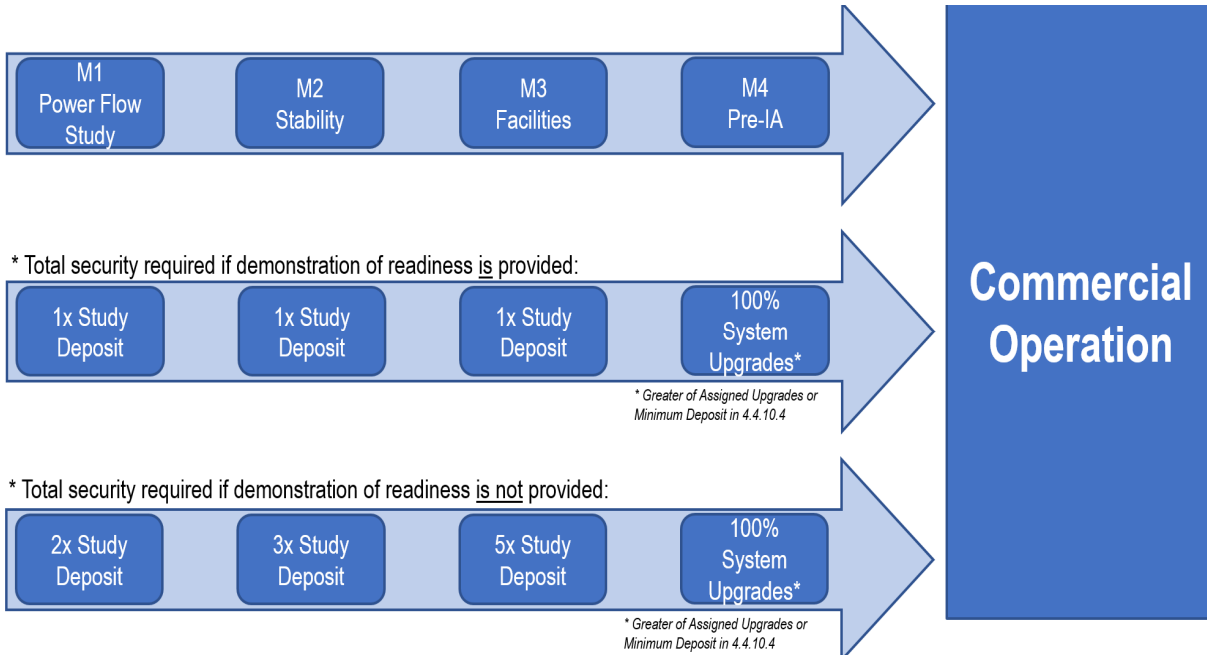 M1
Power Flow
Study
M2
Stability
M3
Facilities
M4
Pre-IA
* Total security required if demonstration of readiness is provided:
1x Study
Deposit
1x Study
Deposit
1x Study
Deposit
100%
System
Upgrades*
* Greater of Assigned Upgrades or
Minimum Deposit in 4.4.10.4
* Total security required if demonstration of readiness is not provided:
2x Study
Deposit
3x Study
Deposit
5x Study
Deposit
100%
System
Upgrades*
* Greater of Assigned Upgrades or
Minimum Deposit in 4.4.10.4
Commercial
Operation